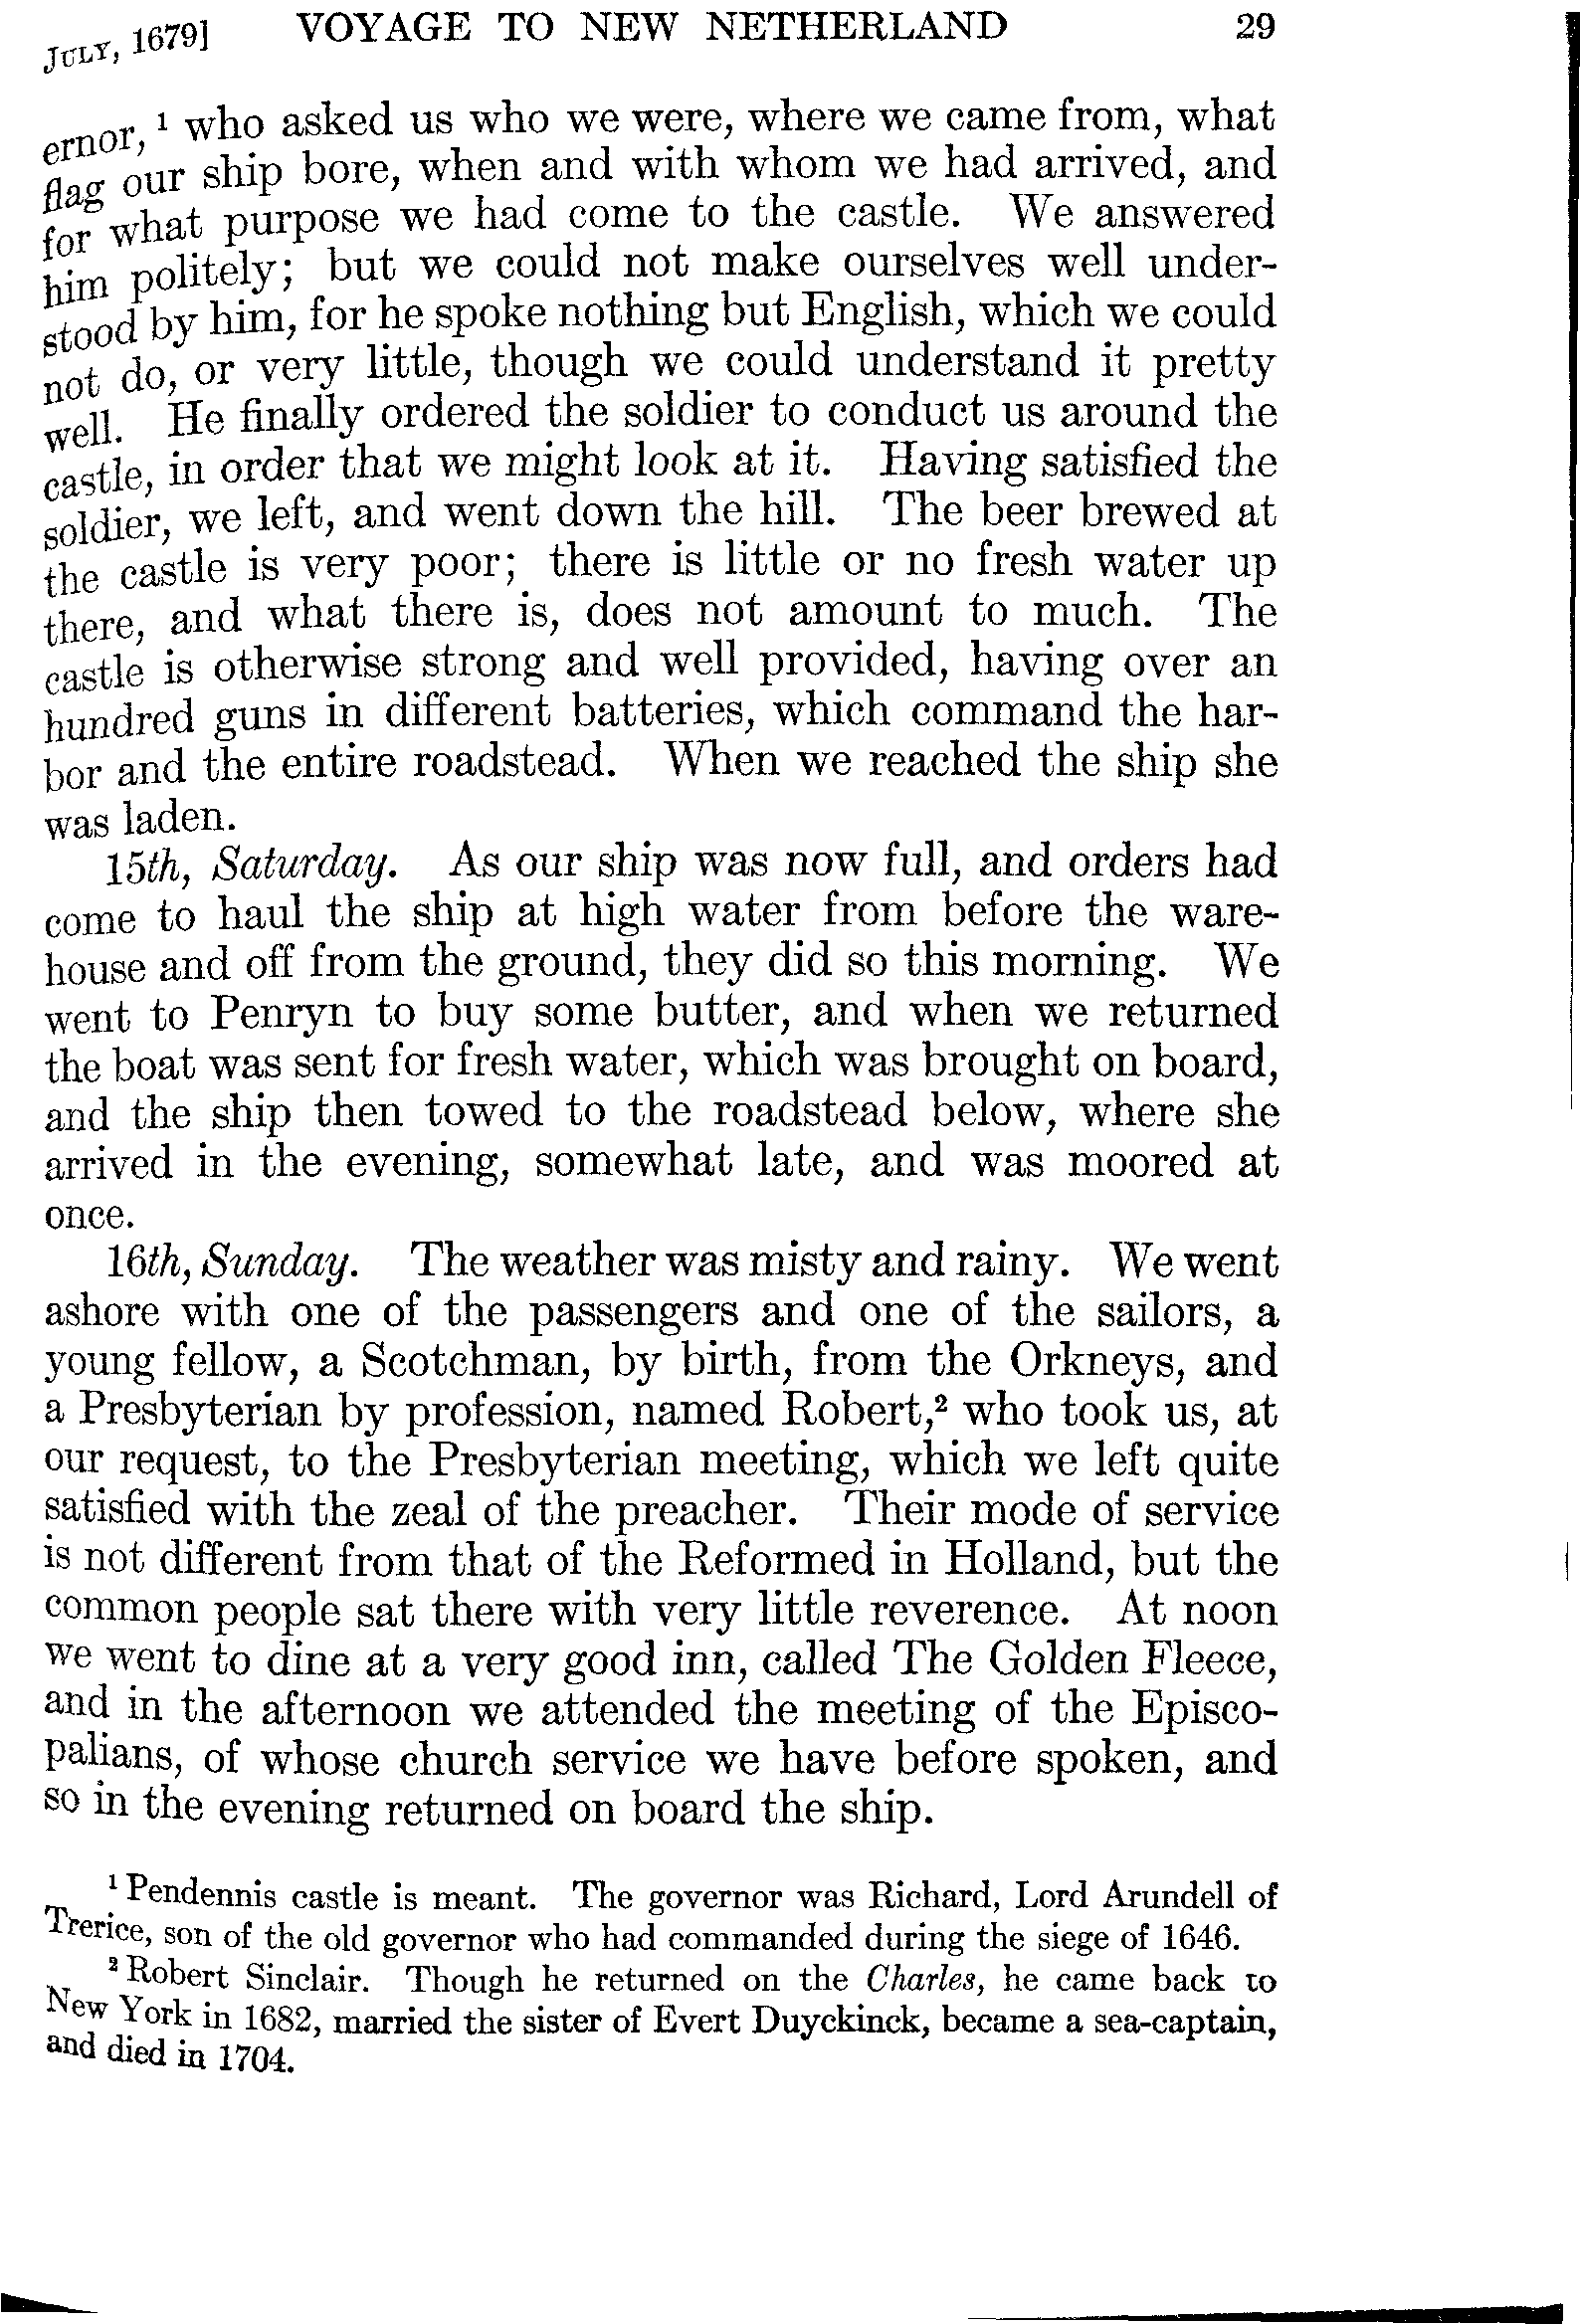 JULY, 1679] VOYAGE TO NEW NETHERLAND 29
ernor, ¹ who asked us who we were, where we came from, what
flag our ship bore, when and with whom we had arrived, and
for what purpose we had come to the castle. We answered
him politely; but we could not make ourselves well under-
stood by him, for he spoke nothing but English, which we could
not do, or very little, though we could understand it pretty
well. He finally ordered the soldier to conduct us around the
castle, in order that we might look at it. Having satisfied the
soldier, we left, and went down the hill. The beer brewed at
the castle is very poor; there is little or no fresh water up
there, and what there is, does not amount to much. The
castle is otherwise strong and well provided, having over an
hundred guns in different batteries, which command the har-
bor and the entire roadstead. When we reached the ship she
was laden.
15th, Saturday. As our ship was now full, and orders had
come to haul the ship at high water from before the ware-
house and off from the ground, they did so this morning. We
went to Penryn to buy some butter, and when we returned
the boat was sent for fresh water, which was brought on board,
and the ship then towed to the roadstead below, where she
arrived in the evening, somewhat late, and was moored at
once.
16th, Sunday. The weather was misty and rainy. We went
ashore with one of the passengers and one of the sailors, a
young fellow, a Scotchman, by birth, from the Orkneys, and
a Presbyterian by profession, named Robert,² who took us, at
our request, to the Presbyterian meeting, which we left quite
satisfied with the zeal of the preacher. Their mode of service
is not different from that of the Reformed in Holland, but the
common people sat there with very little reverence. At noon
we went to dine at a very good inn, called The Golden Fleece,
and in the afternoon we attended the meeting of the Episco-
palians, of whose church service we have before spoken, and
so in the evening returned on board the ship.
¹ Pendennis castle is meant. The governor was Richard, Lord Arundell of
Trerice, son of the old governor who had commanded during the siege of 1646.
² Robert Sinclair. Though he returned on the Charles, he came back to
New York in 1682, married the sister of Evert Duyckinck, became a sea-captain,
and died in 1704.